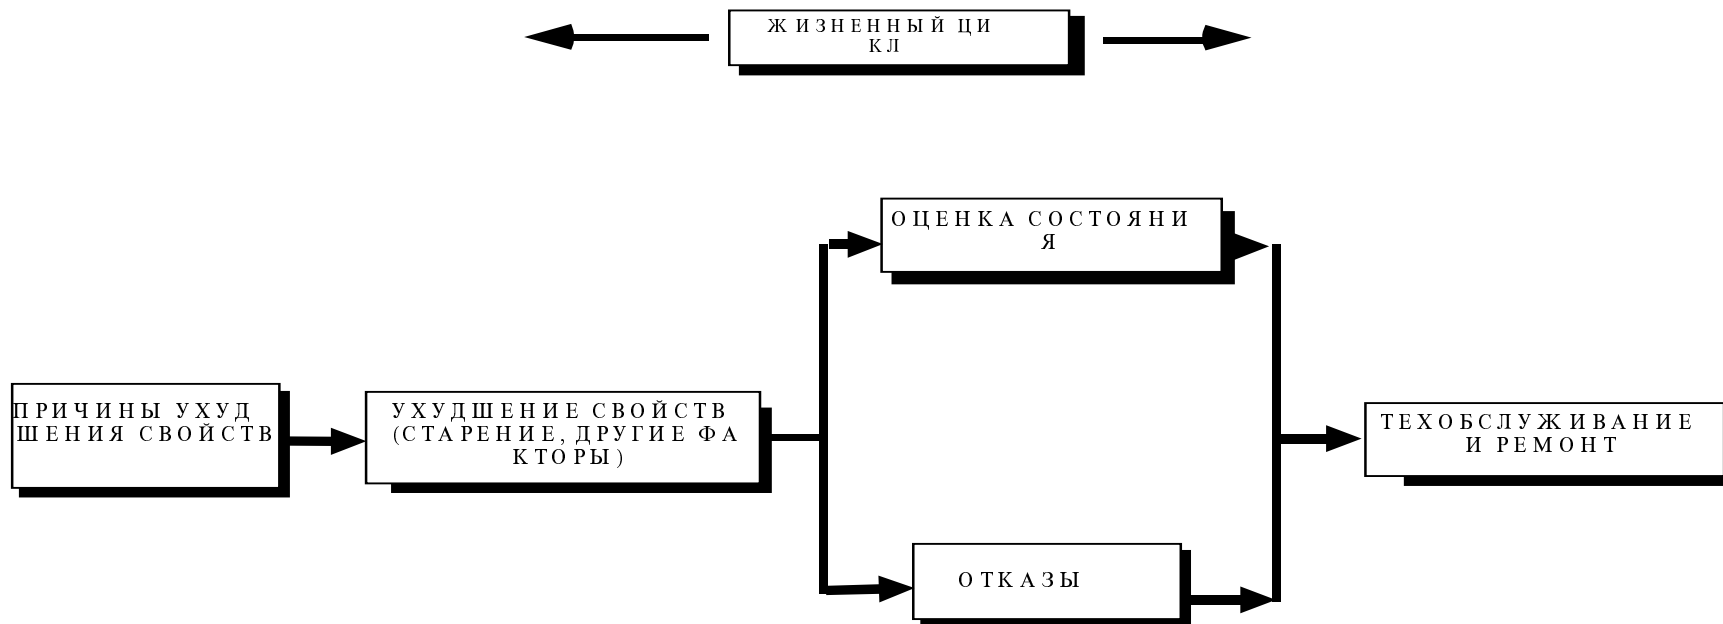 ЖИЗНЕННЫЙ ЦИ
КЛ
ОЦЕНКА СОСТОЯНИ
Я
ПРИЧИНЫ УХУД
ШЕНИЯ СВОЙСТВ
УХУДШЕНИЕ СВОЙСТВ
(СТАРЕНИЕ, ДРУГИЕ ФА
КТОРЫ)
ТЕХОБСЛУЖИВАНИЕ
И РЕМОНТ
ОТКАЗЫ